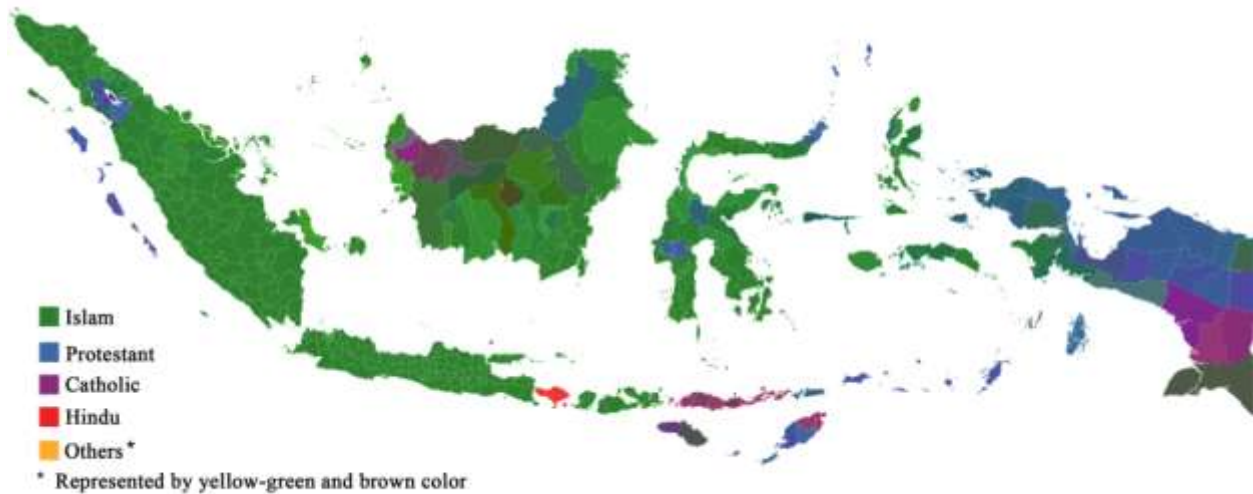 Islam
Protestant
Catholic
Hindu
Others*
* Represented by yellow-green and brown color